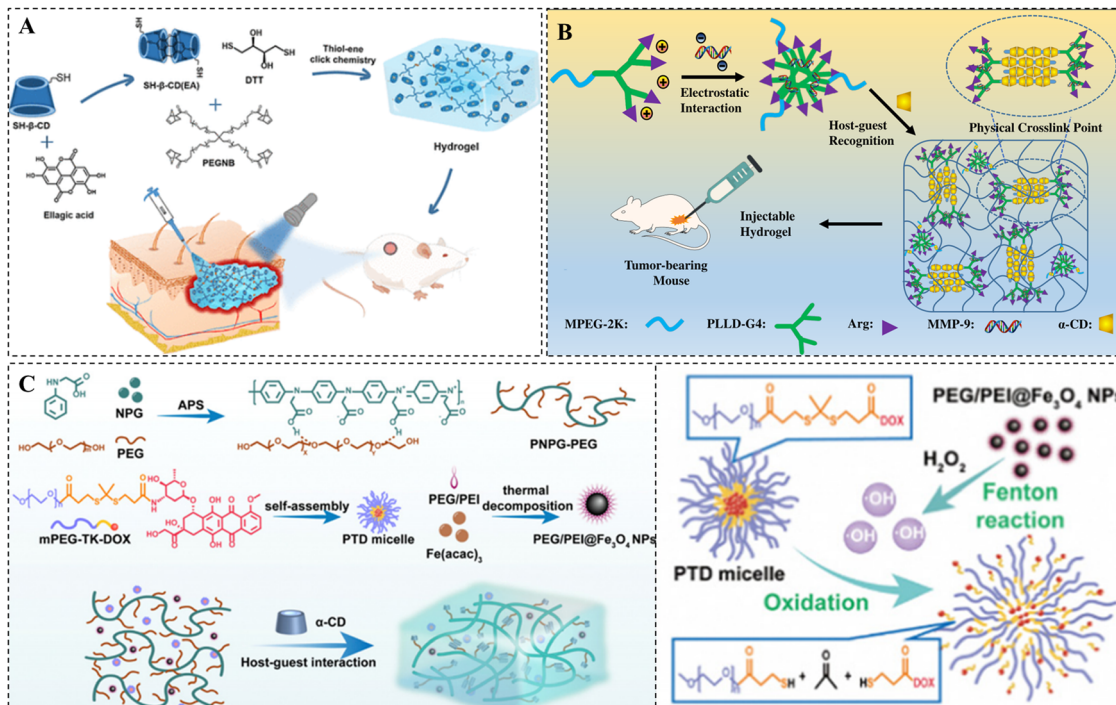 A
SH
SH-β-CD
+
Ellagic acid
SH
SH
SH-β-CD(EA)
OH
HS
SH
OH
DTT
+
PEGNB
Thiol-ene
click chemistry
Hydrogel
B
Electrostatic
Interaction
Host-guest
Recognition
Physical Crosslink Point
Injectable
Hydrogel
Tumor-bearing
Mouse
MPEG-2K:
PLLD-G4:
Arg:
MMP-9:
α-CD:
C
NPG
APS
PEG
PNPG-PEG
mPEG-TK-DOX
self-assembly
PTD micelle
PEG/PEI
Fe(acac)3
thermal
decomposition
PEG/PEI@Fe3O4 NPs
α-CD
Host-guest interaction
DOX
PEG/PEI@Fe3O4 NPs
H2O2
·OH
·OH
·OH
Fenton
reaction
PTD micelle
Oxidation
SH + + HS DOX